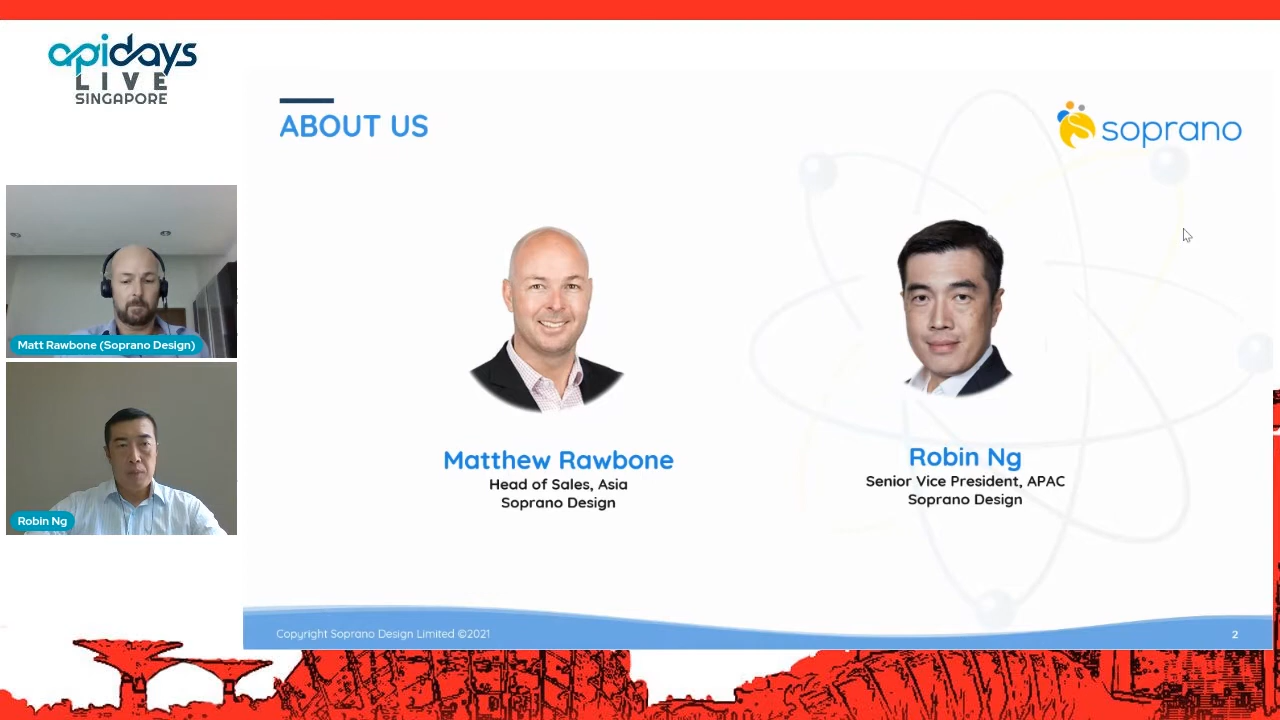 apidays
LIVE
SINGAPORE
ABOUT US
soprano
Matt Rawbone (Soprano Design)
Robin Ng
Matthew Rawbone
Head of Sales, Asia
Soprano Design
Robin Ng
Senior Vice President, APAC
Soprano Design
Copyright Soprano Design Limited ©2021
2